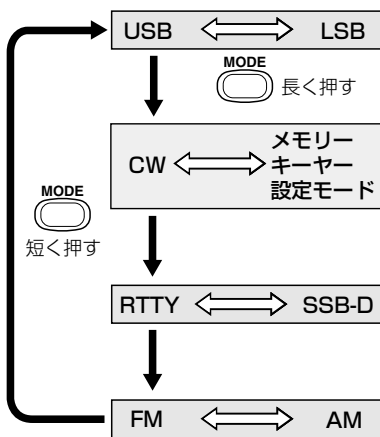 USB LSB
MODE
長く押す
CW
メモリー
キーヤー
設定モード
MODE
短く押す
RTTY SSB-D
FM AM